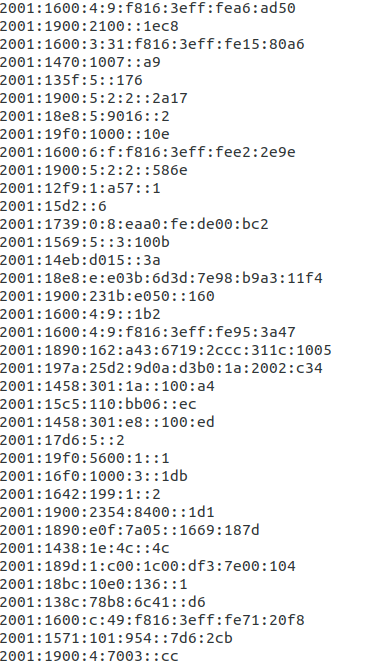 2001:1600:4:9:f816:3eff:fea6:ad50
2001:1900:2100::1ec8
2001:1600:3:31:f816:3eff:fe15:80a6
2001:1470:1007::a9
2001:135f:5::176
2001:1900:5:2:2::2a17
2001:18e8:5:9016::2
2001:19f0:1000::10e
2001:1600:6:f:f816:3eff:fee2:2e9e
2001:1900:5:2:2::586e
2001:12f9:1:a57::1
2001:15d2::6
2001:1739:0:8:eaa0:fe:de00:bc2
2001:1569:5::3:100b
2001:14eb:d015::3a
2001:18e8:e:e03b:6d3d:7e98:b9a3:11f4
2001:1900:231b:e050::160
2001:1600:4:9::1b2
2001:1600:4:9:f816:3eff:fe95:3a47
2001:1890:162:a43:6719:2ccc:311c:1005
2001:197a:25d2:9d0a:d3b0:1a:2002:c34
2001:1458:301:1a::100:a4
2001:15c5:110:bb06::ec
2001:1458:301:e8::100:ed
2001:17d6:5::2
2001:19f0:5600:1::1
2001:16f0:1000:3::1db
2001:1642:199:1::2
2001:1900:2354:8400::1d1
2001:1890:e0f:7a05::1669:187d
2001:1438:1e:4c::4c
2001:189d:1:c00:1c00:df3:7e00:104
2001:18bc:10e0:136::1
2001:138c:78b8:6c41::d6
2001:1600:c:49:f816:3eff:fe71:20f8
2001:1571:101:954::7d6:2cb
2001:1900:4:7003::cc